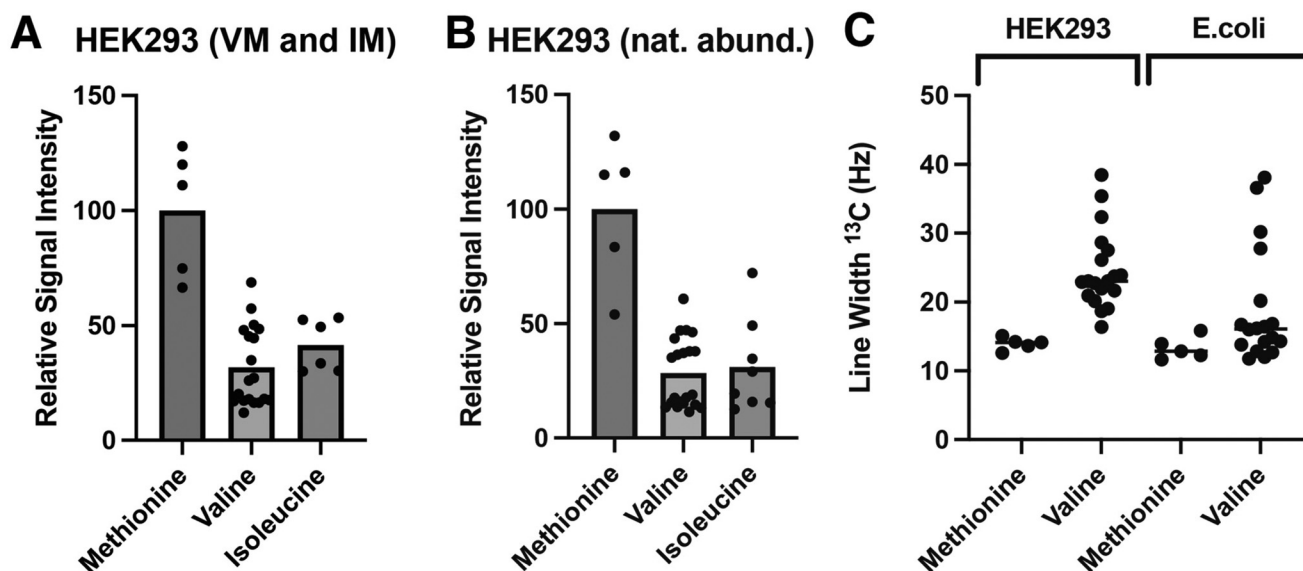 A HEK293 (VM and IM)
Relative Signal Intensity
150
100
50
0
Methionine
Valine
Isoleucine
B HEK293 (nat. abund.)
Relative Signal Intensity
150
100
50
0
Methionine
Valine
Isoleucine
C
HEK293
E.coli
Line Width ¹³C (Hz)
50
40
30
20
10
0
Methionine
Valine
Methionine
Valine